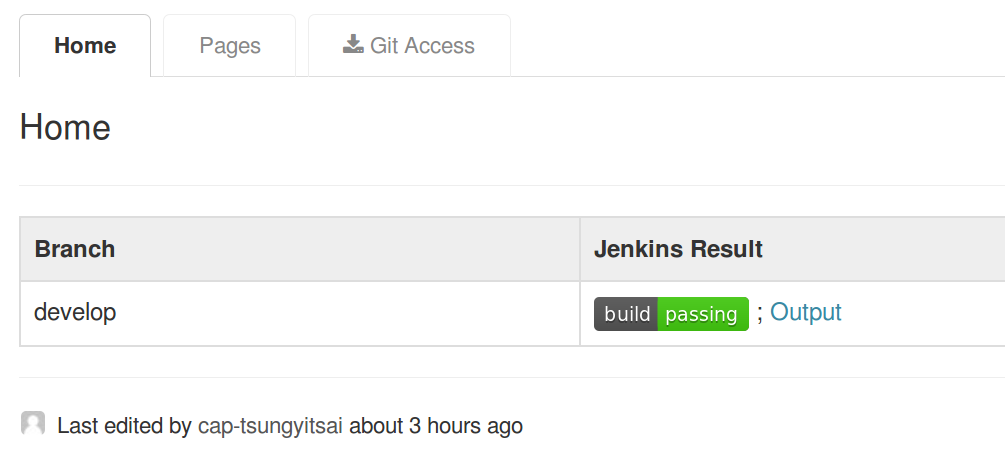 Home Pages Git Access
Home
Branch Jenkins Result
develop build passing ; Output
Last edited by cap-tsungyitsai about 3 hours ago